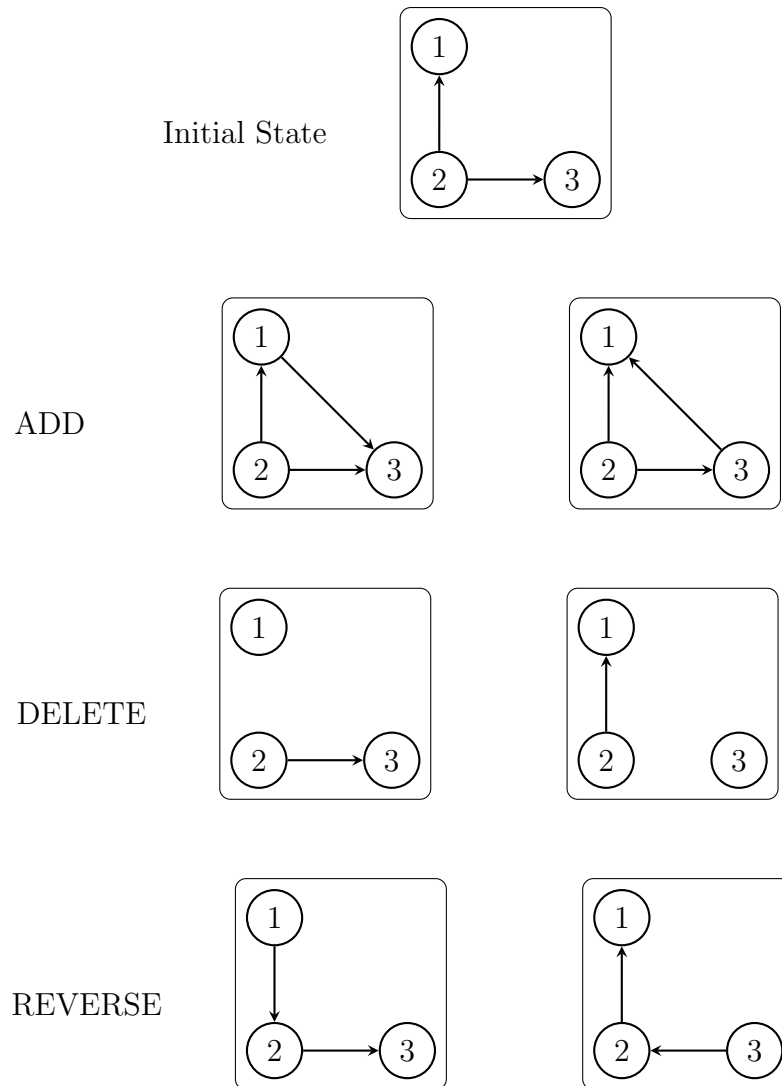 1
Initial State
2 3
1 1
ADD
2 3 2 3
1 1
DELETE
2 3 2 3
1 1
REVERSE
2 3 2 3